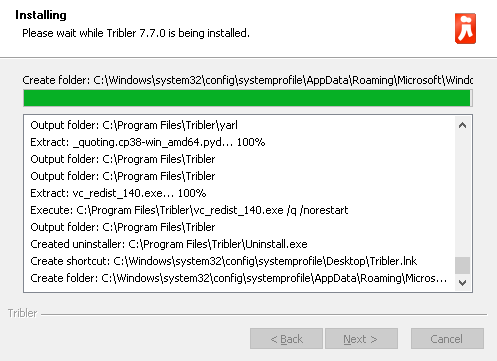 Installing
Please wait while Tribler 7.7.0 is being installed.
Create folder: C:\Windows\system32\config\systemprofile\AppData\Roaming\Microsoft\Windo
Output folder: C:\Program Files\Tribler\yarl
Extract: _quoting.cp38-win_amd64.pyd... 100%
Output folder: C:\Program Files\Tribler
Output folder: C:\Program Files\Tribler
Extract: vc_redist_140.exe... 100%
Execute: C:\Program Files\Tribler\vc_redist_140.exe /q /norestart
Output folder: C:\Program Files\Tribler
Created uninstaller: C:\Program Files\Tribler\Uninstall.exe
Create shortcut: C:\Windows\system32\config\systemprofile\Desktop\Tribler.lnk
Create folder: C:\Windows\system32\config\systemprofile\AppData\Roaming\Micros...
Tribler
< Back Next > Cancel